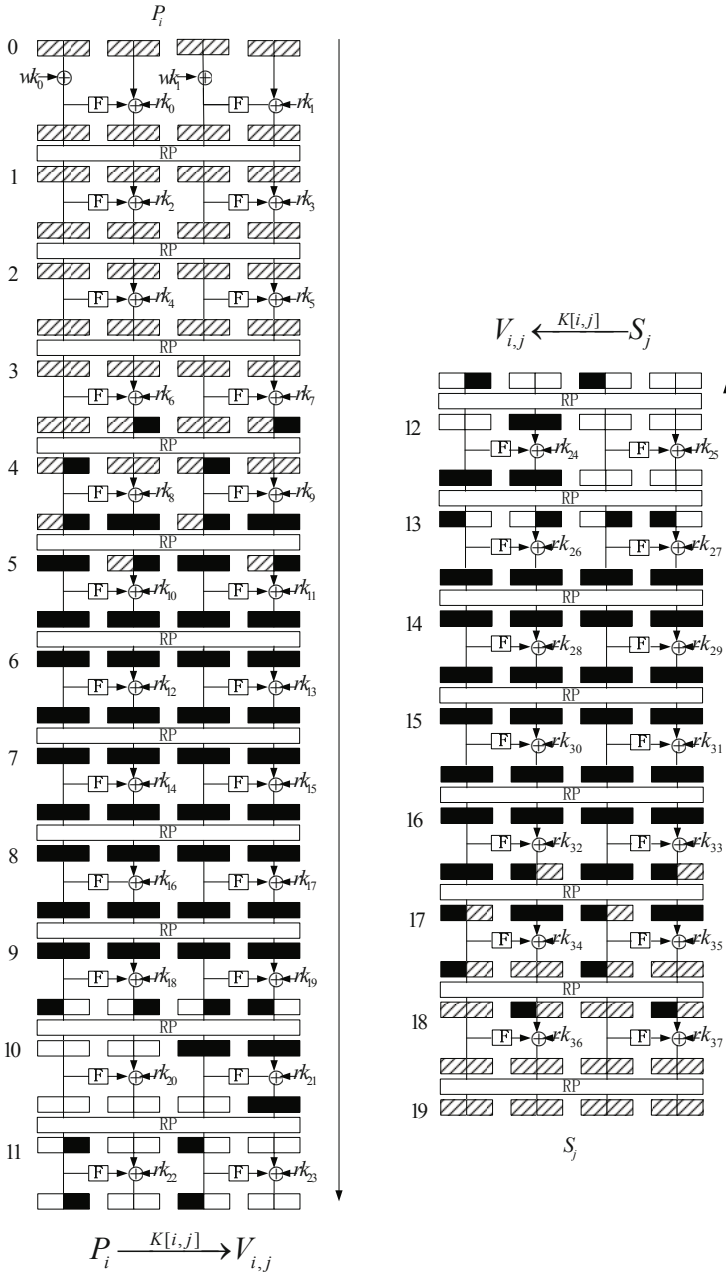 P_i
0
wk_0 wk_1
F rk_0 F rk_1
RP
1
F rk_2 F rk_3
RP
2
F rk_4 F rk_5
RP
3
F rk_6 F rk_7
RP
4
F rk_8 F rk_9
RP
5
F rk_10 F rk_11
RP
6
F rk_12 F rk_13
RP
7
F rk_14 F rk_15
RP
8
F rk_16 F rk_17
RP
9
F rk_18 F rk_19
RP
10
F rk_20 F rk_21
RP
11
F rk_22 F rk_23
P_i K[i,j] V_{i,j}
V_{i,j} K[i,j] S_j
RP
12
F rk_24 F rk_25
RP
13
F rk_26 F rk_27
RP
14
F rk_28 F rk_29
RP
15
F rk_30 F rk_31
RP
16
F rk_32 F rk_33
RP
17
F rk_34 F rk_35
RP
18
F rk_36 F rk_37
RP
19
S_j